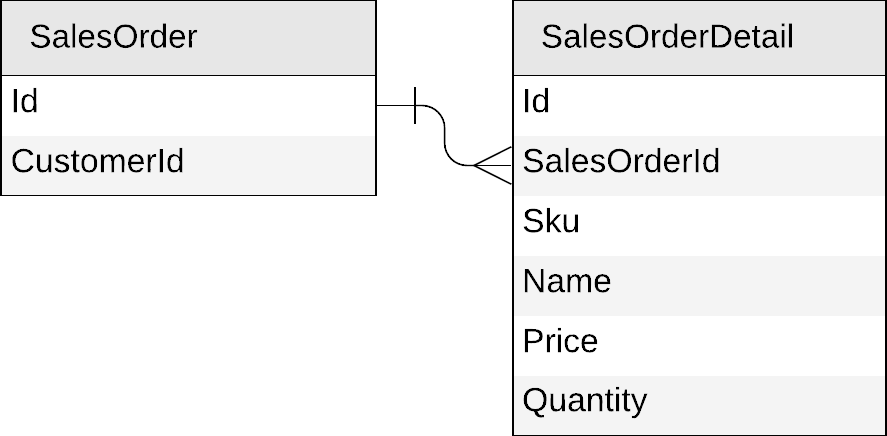 SalesOrder
Id
CustomerId
SalesOrderDetail
Id
SalesOrderId
Sku
Name
Price
Quantity